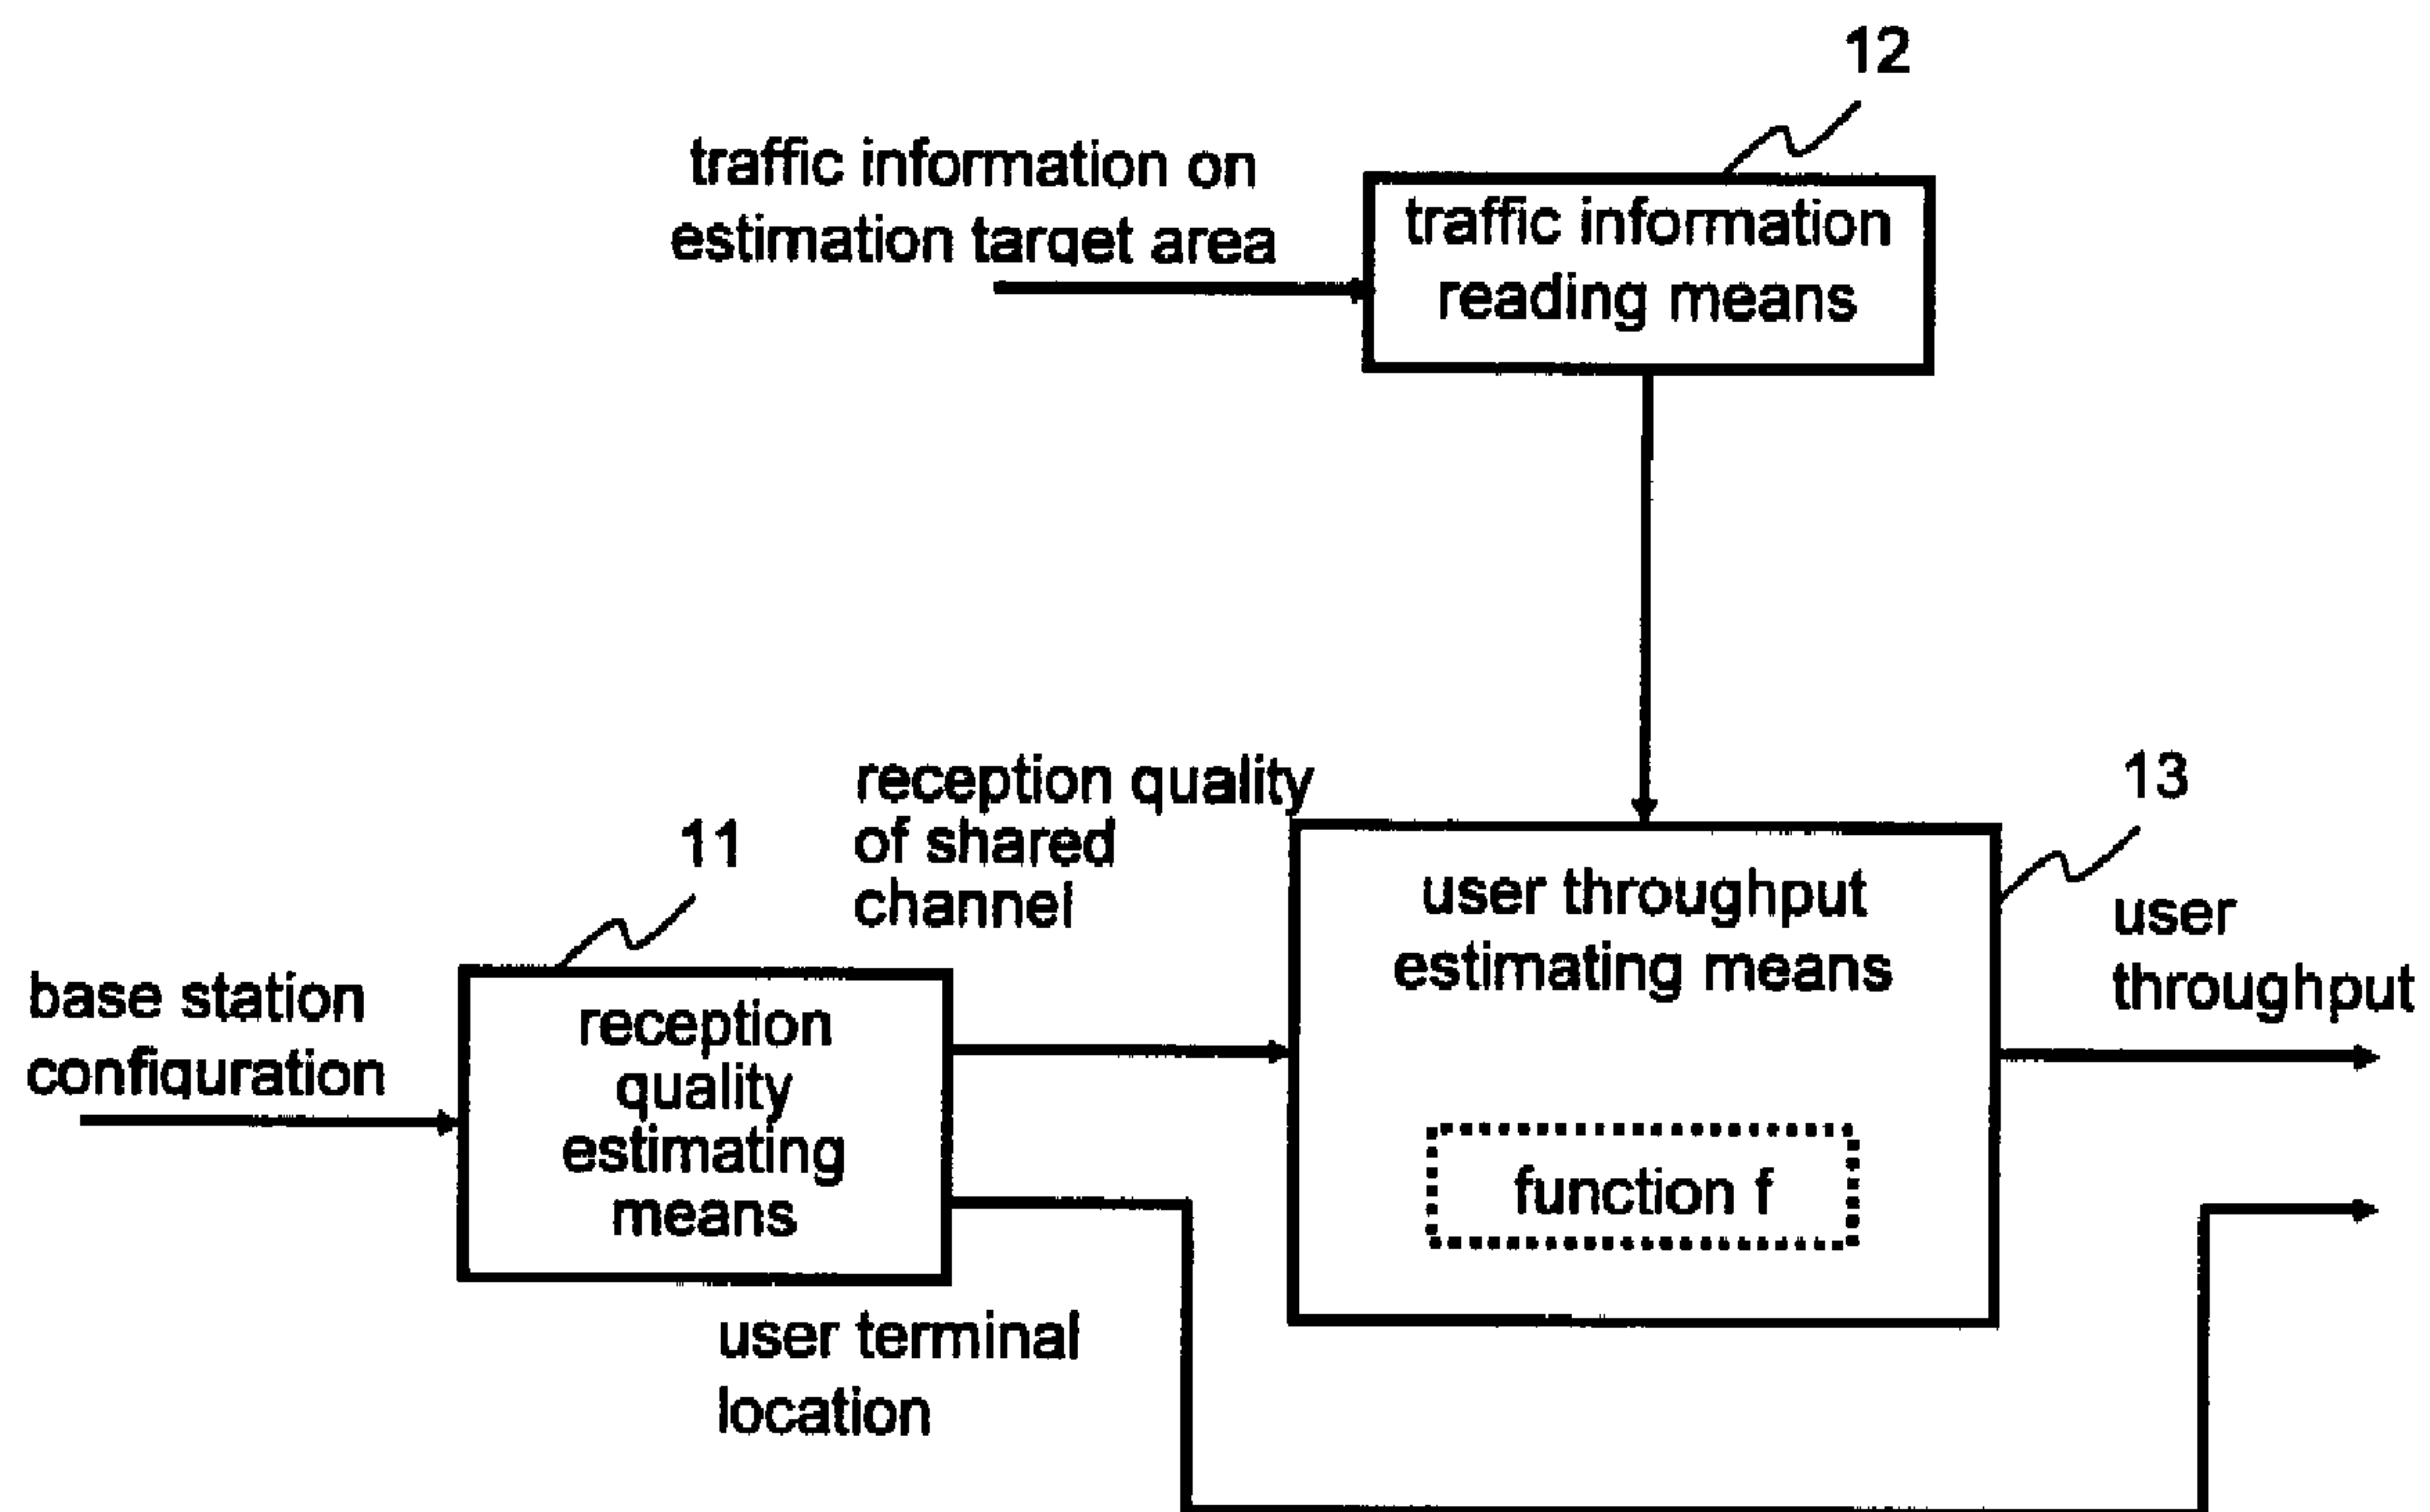 12
traffic information on
estimation target area
traffic information
reading means
reception quality
of shared
channel
13
11
user throughput
estimating means
user
throughput
base station
configuration
reception
quality
estimating
means
function f
user terminal
location